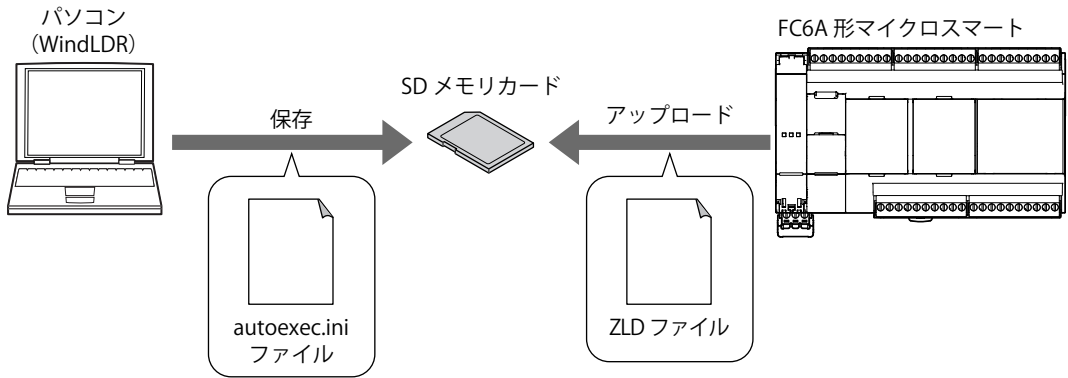 パソコン
(WindLDR)
FC6A 形マイクロスマート
SD メモリカード
保存
アップロード
autoexec.ini
ファイル
ZLD ファイル